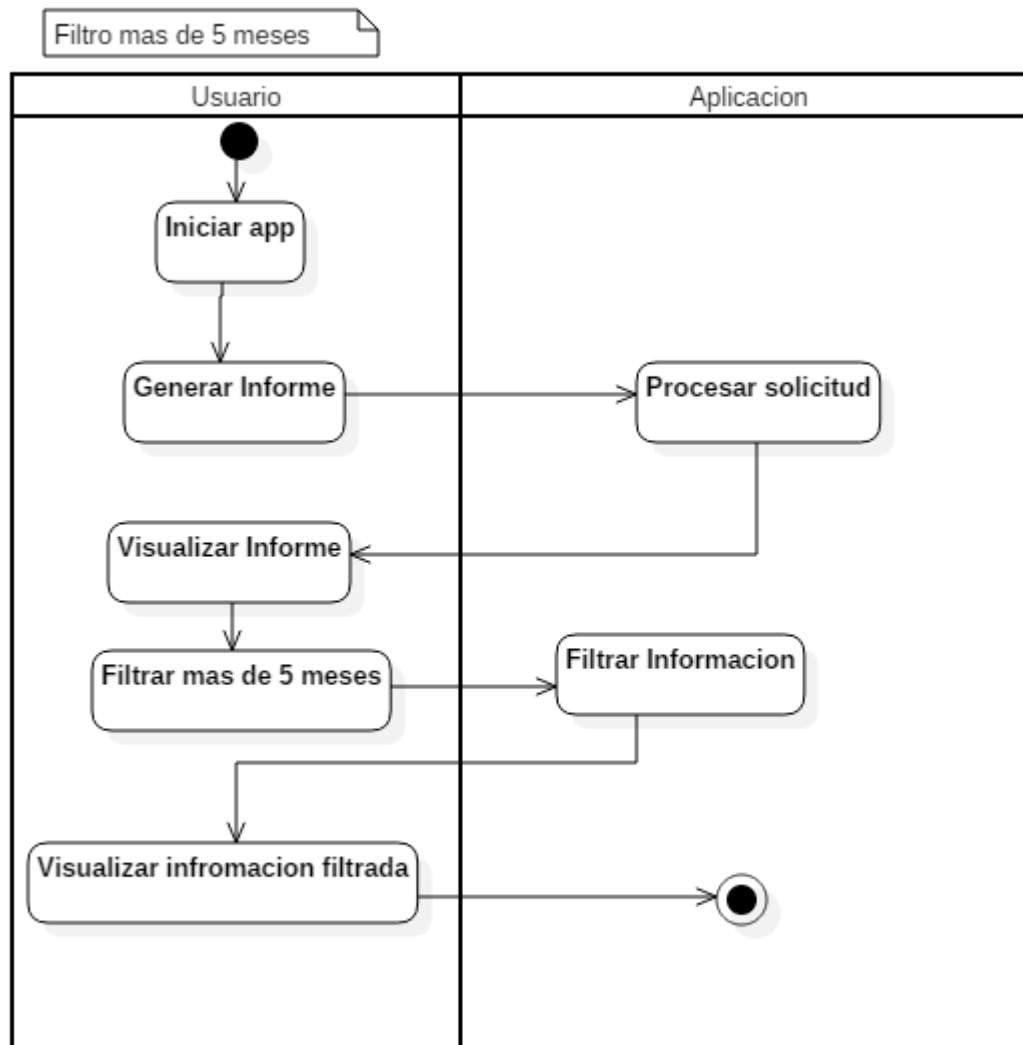 Filtro mas de 5 meses
Usuario
Aplicacion
Iniciar app
Generar Informe
Procesar solicitud
Visualizar Informe
Filtrar mas de 5 meses
Filtrar Informacion
Visualizar infromacion filtrada